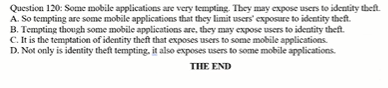 Question 120: Some mobile applications are very tempting. They may expose users to identity theft.
A. So tempting are some mobile applications that they limit users' exposure to identity theft.
B. Tempting though some mobile applications are, they may expose users to identity theft.
C. It is the temptation of identity theft that exposes users to some mobile applications.
D. Not only is identity theft tempting, it also exposes users to some mobile applications.
THE END